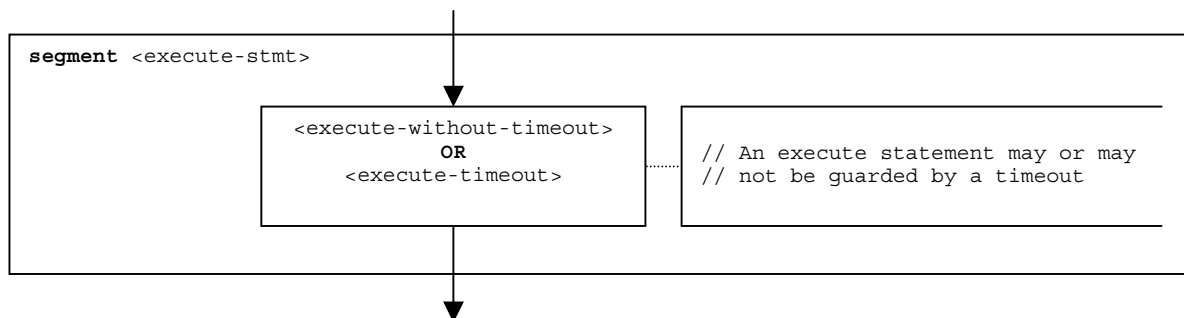 segment <execute-stmt>
<execute-without-timeout>
OR
<execute-timeout>
// An execute statement may or may
// not be guarded by a timeout